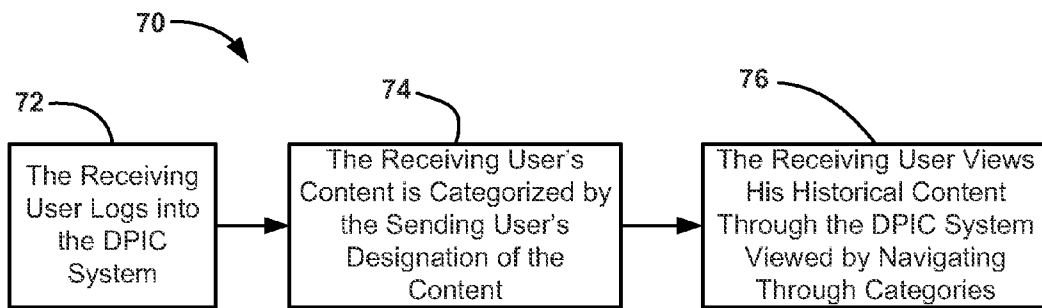 70
72
The Receiving
User Logs into
the DPIC
System
74
The Receiving User's
Content is Categorized by
the Sending User's
Designation of the
Content
76
The Receiving User Views
His Historical Content
Through the DPIC System
Viewed by Navigating
Through Categories